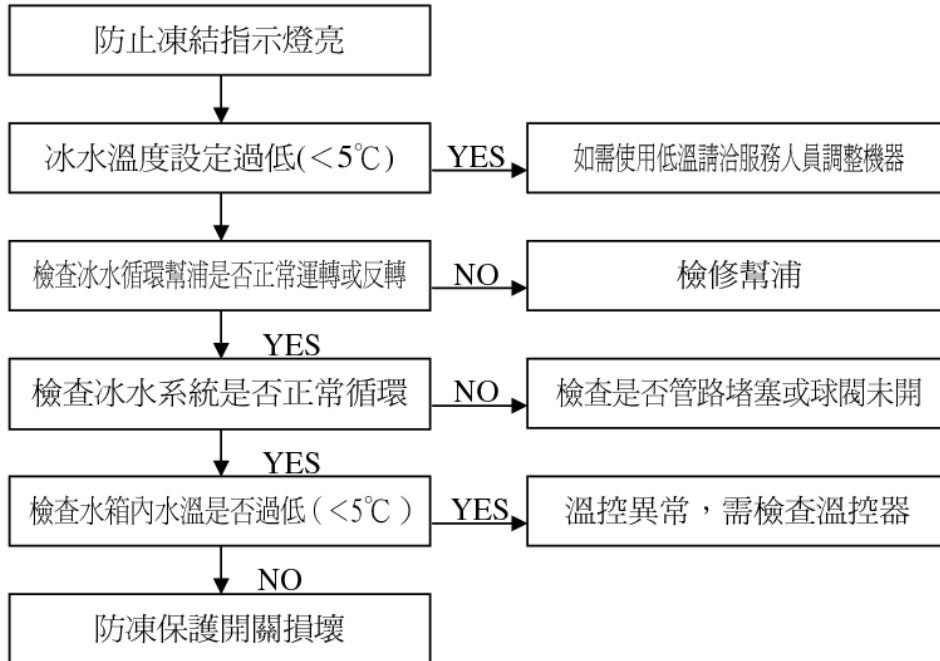 防止凍結指示燈亮
冰水溫度設定過低(＜5℃)
YES
如需使用低溫請洽服務人員調整機器
檢查冰水循環幫浦是否正常運轉或反轉
NO
檢修幫浦
YES
檢查冰水系統是否正常循環
NO
檢查是否管路堵塞或球閥未開
YES
檢查水箱內水溫是否過低（＜5℃）
YES
溫控異常，需檢查溫控器
NO
防凍保護開關損壞